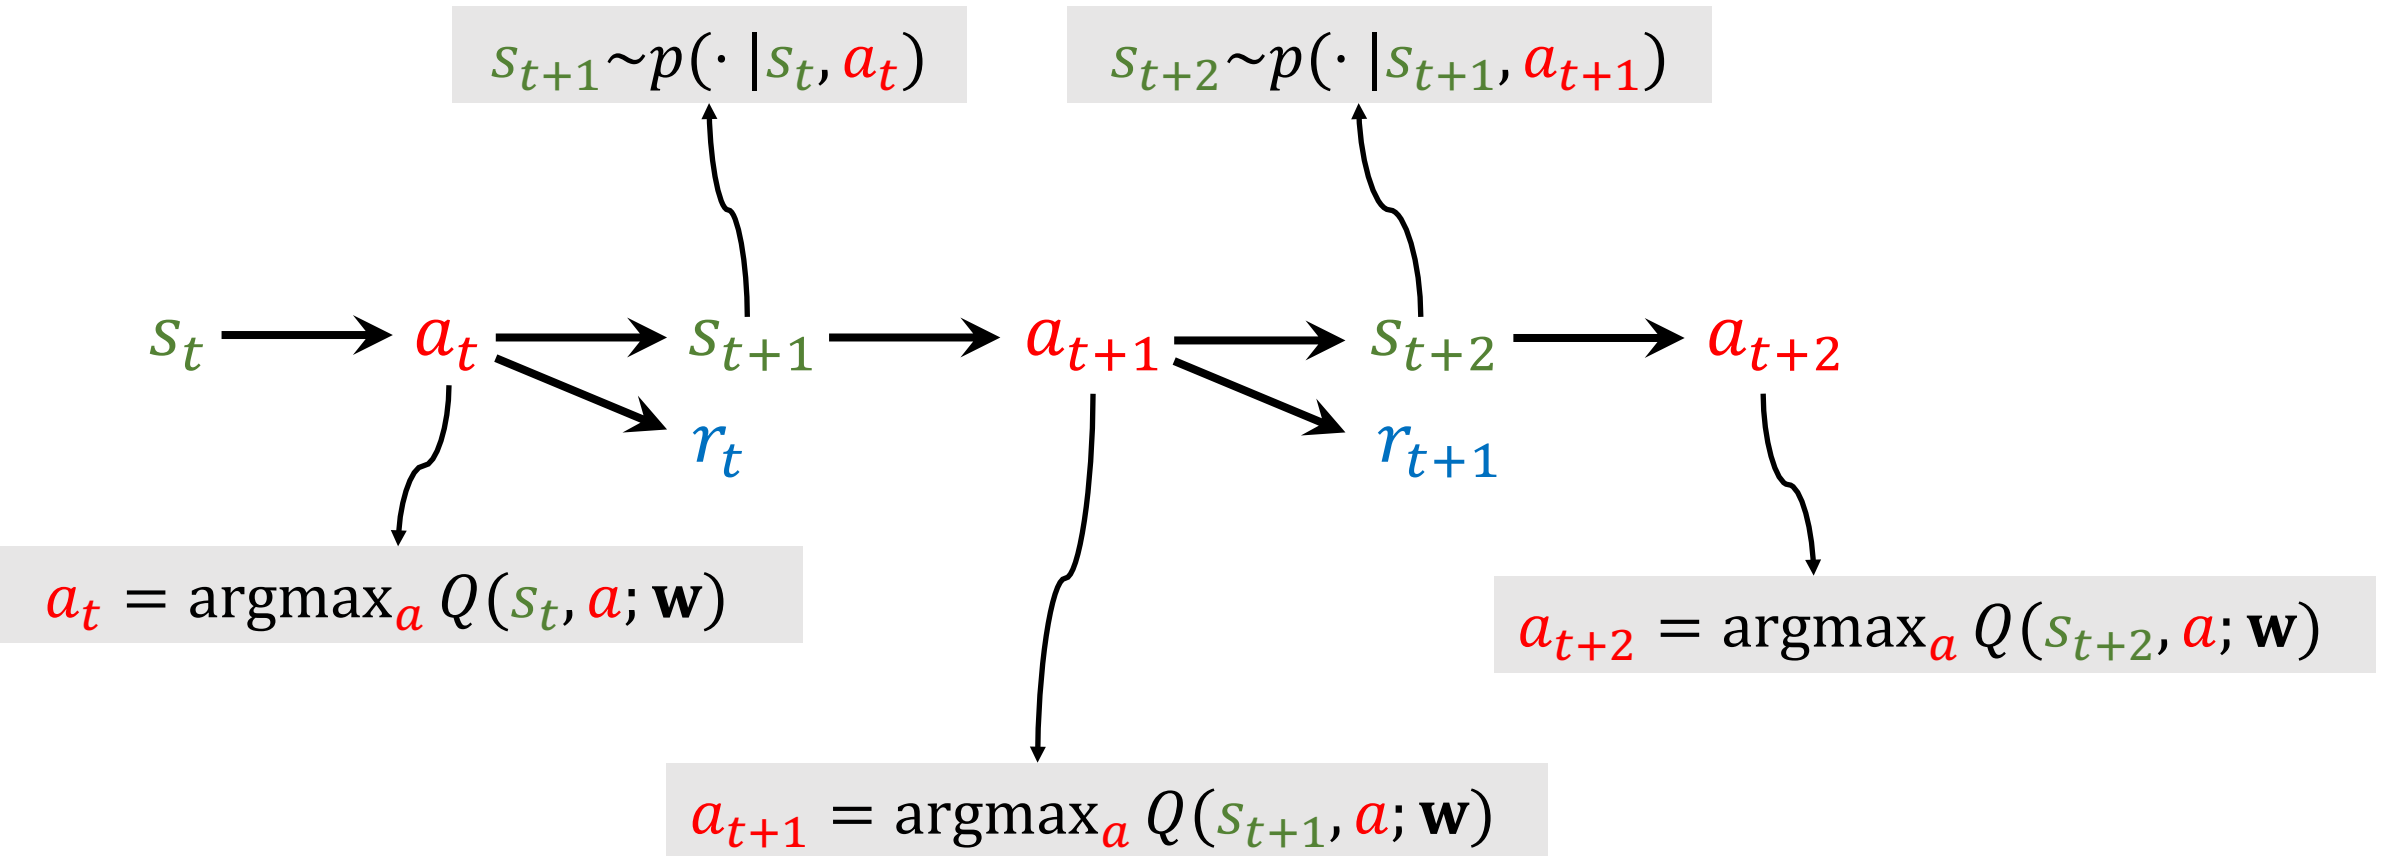 s_{t+1}~p(· |s_t, a_t)
s_{t+2}~p(· |s_{t+1}, a_{t+1})
s_t a_t s_{t+1} a_{t+1} s_{t+2} a_{t+2}
r_t r_{t+1}
a_t = argmax_a Q(s_t, a; w)
a_{t+2} = argmax_a Q(s_{t+2}, a; w)
a_{t+1} = argmax_a Q(s_{t+1}, a; w)